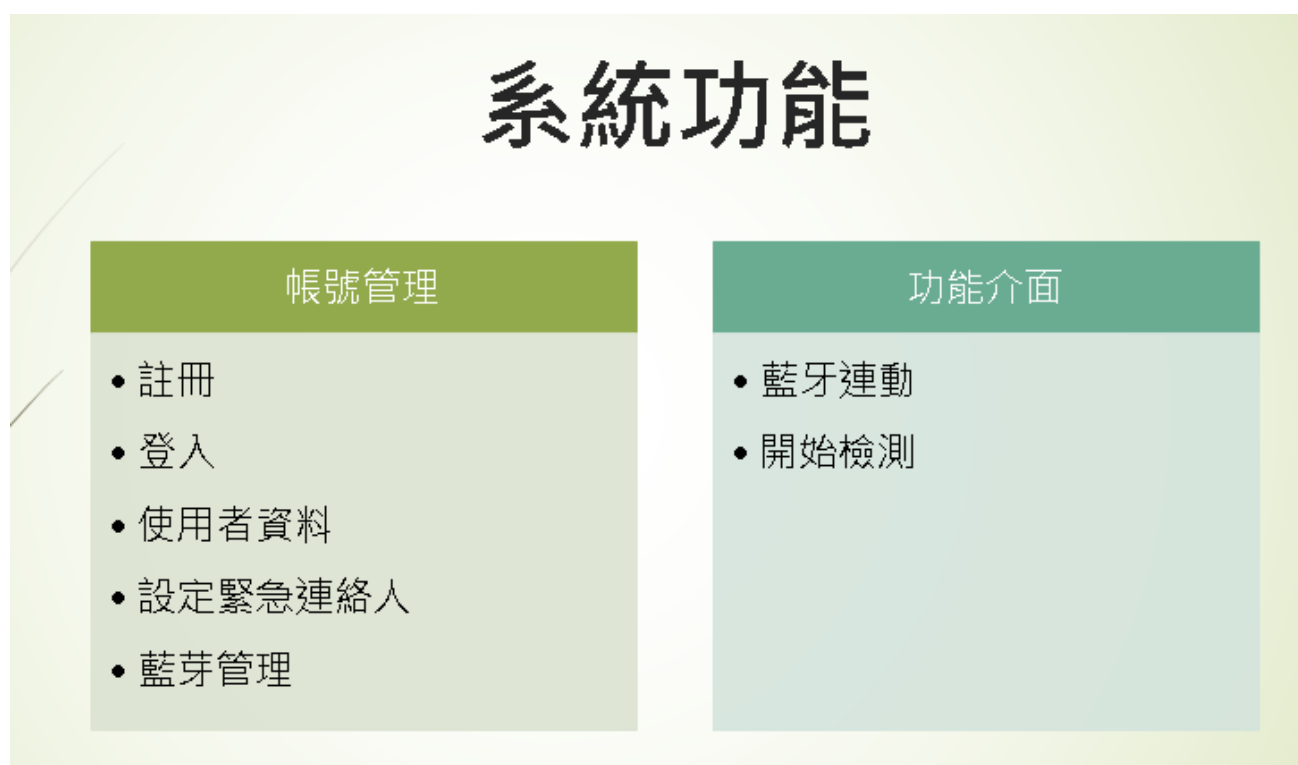 系統功能
帳號管理
• 註冊
• 登入
• 使用者資料
• 設定緊急連絡人
• 藍芽管理
功能介面
• 藍牙連動
• 開始檢測